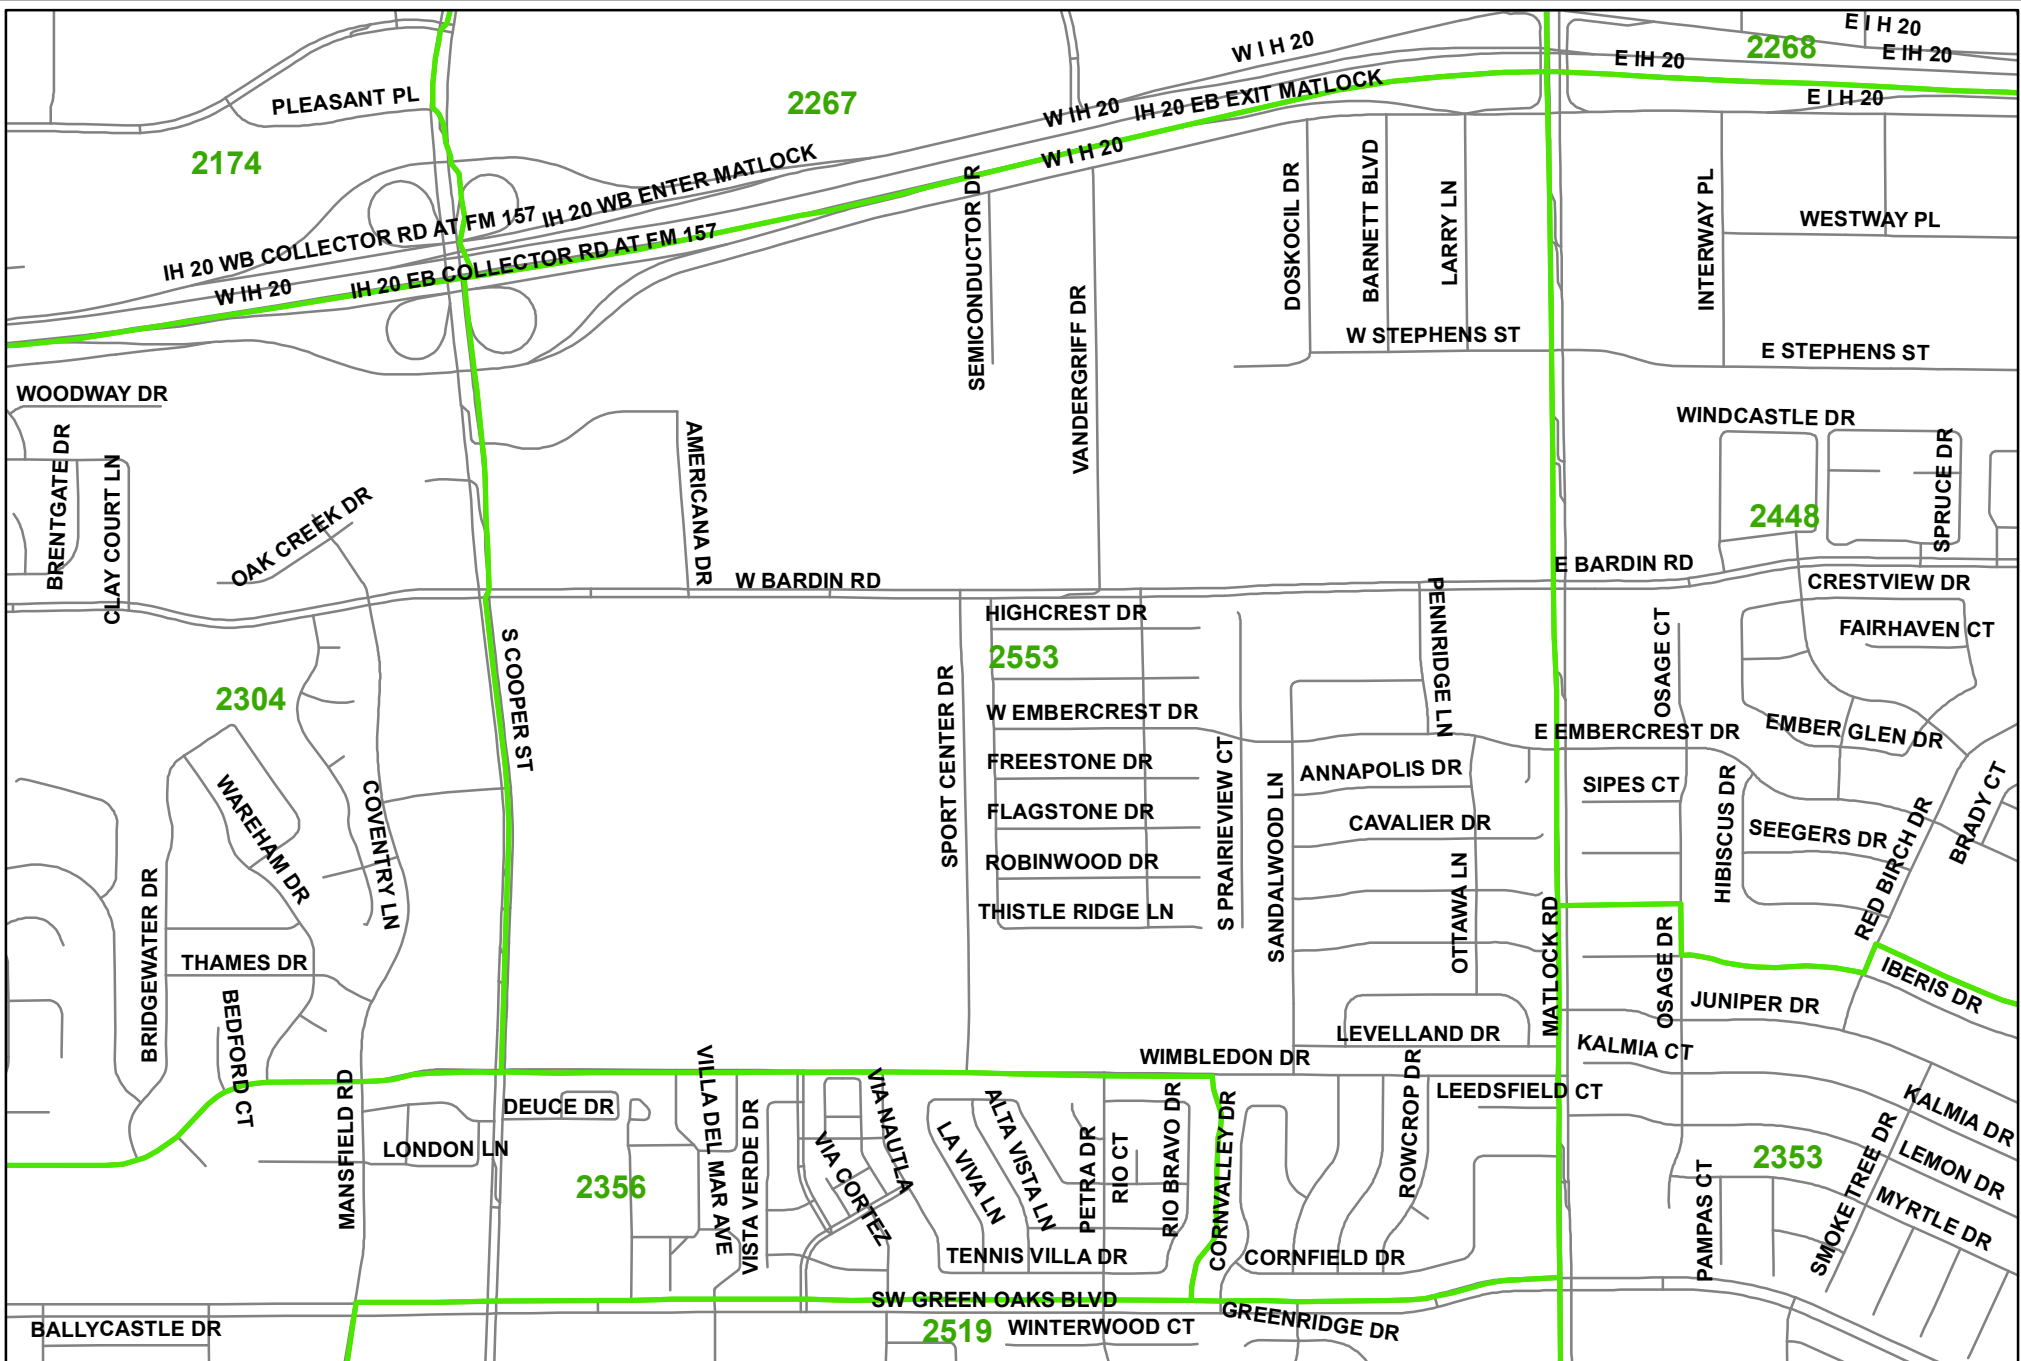 E I H 20
2268
E IH 20
W I H 20
E IH 20
PLEASANT PL
2267
IH 20 EB EXIT MATLOCK
E I H 20
W IH 20
2174
IH 20 WB ENTER MATLOCK
W I H 20
SEMICONDUCTOR DR
DOSKOCIL DR
BARNETT BLVD
LARRY LN
INTERWAY PL
WESTWAY PL
IH 20 WB COLLECTOR RD AT FM 157
IH 20 EB COLLECTOR RD AT FM 157
W IH 20
VANDERGRIFF DR
W STEPHENS ST
E STEPHENS ST
WOODWAY DR
WINDCASTLE DR
BRENTGATE DR
CLAY COURT LN
AMERICANA DR
SPRUCE DR
OAK CREEK DR
2448
W BARDIN RD
E BARDIN RD
CRESTVIEW DR
HIGHCREST DR
PENNRIDGE LN
OSAGE CT
FAIRHAVEN CT
2553
S COOPER ST
2304
SPORT CENTER DR
W EMBERCREST DR
E EMBERCREST DR
EMBER GLEN DR
FREESTONE DR
S PRAIRIEVIEW CT
SANDALWOOD LN
ANNAPOLIS DR
SIPES CT
HIBISCUS DR
BRADY CT
WAREHAM DR
COVENTRY LN
FLAGSTONE DR
CAVALIER DR
SEEGERS DR
RED BIRCH DR
ROBINWOOD DR
OTTAWA LN
BRIDGEWATER DR
THISTLE RIDGE LN
MATLOCK RD
OSAGE DR
THAMES DR
IBERIS DR
BEDFORD CT
JUNIPER DR
LEVELLAND DR
WIMBLEDON DR
KALMIA CT
MANSFIELD RD
VILLA DEL MAR AVE
VIA NAUTLA
ROWCROP DR
LEEDSFIELD CT
DEUCE DR
VISTA VERDE DR
ALTA VISTA LN
RIO BRAVO DR
CORNVALLEY DR
KALMIA DR
LONDON LN
VIA CORTEZ
LA VIVA LN
PETRA DR
RIO CT
2353
SMOKE TREE DR
LEMON DR
2356
PAMPAS CT
MYRTLE DR
TENNIS VILLA DR
CORNFIELD DR
SW GREEN OAKS BLVD
GREENRIDGE DR
BALLYCASTLE DR
2519
WINTERWOOD CT